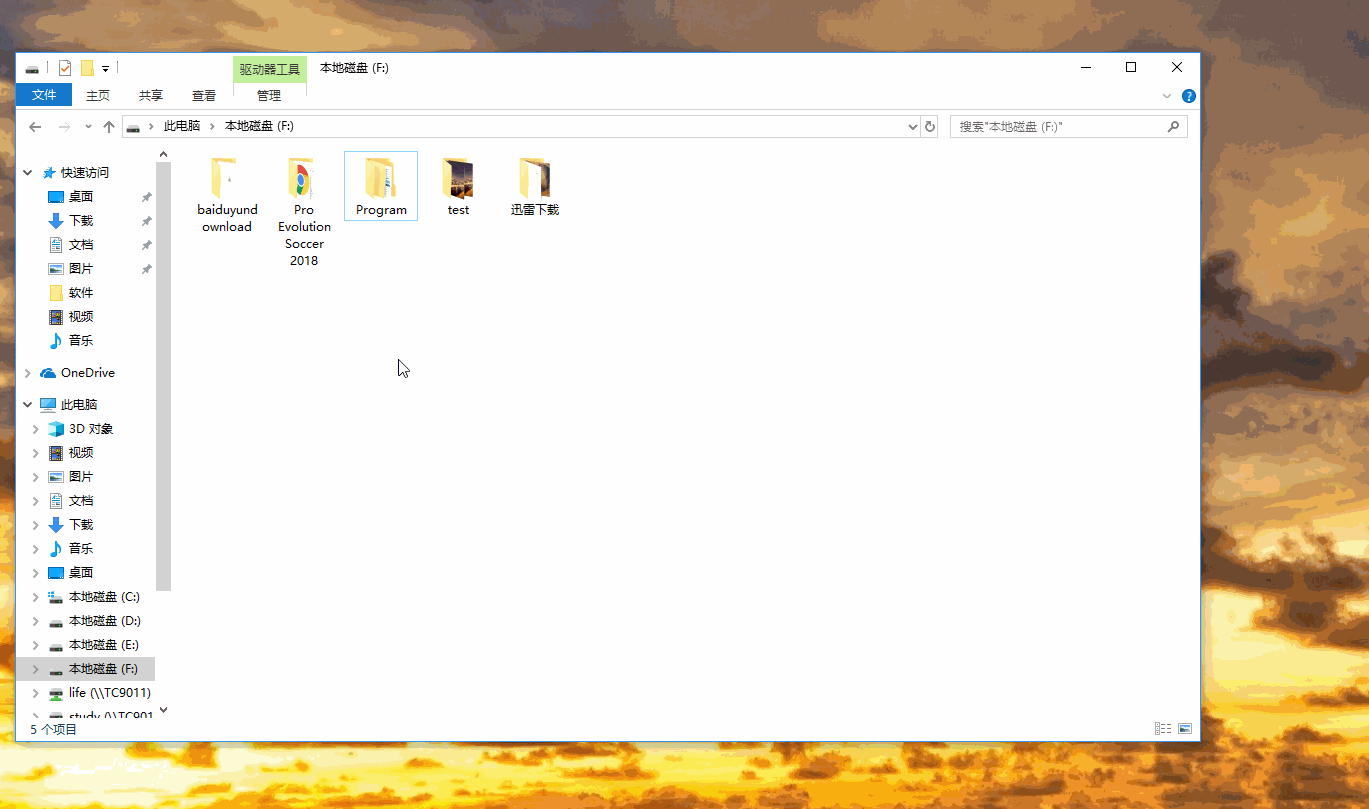 驱动器工具
本地磁盘 (F:)
文件
主页
共享
查看
管理
此电脑
本地磁盘 (F:)
搜索"本地磁盘 (F:)"
快速访问
桌面
下载
文档
图片
软件
视频
音乐
OneDrive
此电脑
3D 对象
视频
图片
文档
下载
音乐
桌面
本地磁盘 (C:)
本地磁盘 (D:)
本地磁盘 (E:)
本地磁盘 (F:)
life (\\TC9011)
study (\\TC901
baiduyund
ownload
Pro
Evolution
Soccer
2018
Program
test
迅雷下载
5 个项目